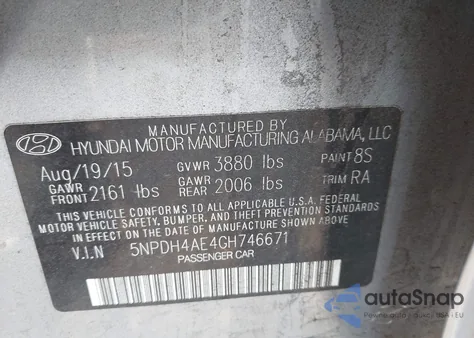 MANUFACTURED BY
HYUNDAI MOTOR MANUFACTURING ALABAMA, LLC
Aug/19/15 GVWR 3880 lbs PAINT 8S
GAWR FRONT 2161 lbs GAWR REAR 2006 lbs TRIM RA
THIS VEHICLE CONFORMS TO ALL APPLICABLE U.S.A. FEDERAL
MOTOR VEHICLE SAFETY, BUMPER, AND THEFT PREVENTION
STANDARDS IN EFFECT ON THE DATE OF MANUFACTURE SHOWN ABOVE.
V.I.N 5NPDH4AE4GH746671
PASSENGER CAR
autoSnap